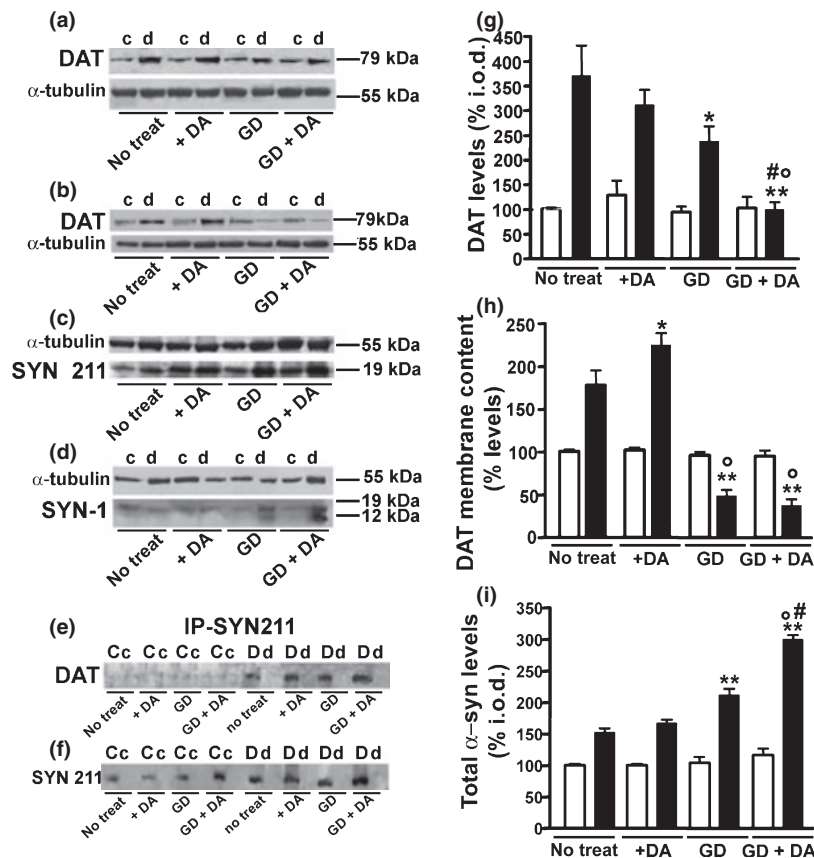 (a)
c d c d c d c d
DAT
79 kDa
α-tubulin
55 kDa
No treat
+ DA
GD
GD + DA
(b)
c d c d c d c d
DAT
79kDa
α-tubulin
55 kDa
No treat
+ DA
GD
GD + DA
(c)
α-tubulin
55 kDa
SYN 211
19 kDa
No treat
+ DA
GD
GD + DA
(d)
c d c d c d c d
α-tubulin
55 kDa
SYN-1
19 kDa
12 kDa
No treat
+ DA
GD
GD + DA
(e)
IP-SYN211
Cc Cc Cc Cc Dd Dd Dd Dd
DAT
No treat
+ DA
GD
GD + DA
no treat
+ DA
GD
GD + DA
(f)
Cc Cc Cc Cc Dd Dd Dd Dd
SYN 211
No treat
+ DA
GD
GD + DA
no treat
+ DA
GD
GD + DA
(g)
DAT levels (% i.o.d.)
450
400
350
300
250
200
150
100
50
0
*
#°
**
No treat
+DA
GD
GD + DA
(h)
DAT membrane content
(% levels)
250
200
150
100
50
0
*
°
**
°
**
No treat
+DA
GD
GD + DA
(i)
Total α-syn levels
(% i.o.d.)
350
300
250
200
150
100
50
0
**
°#
**
No treat
+DA
GD
GD + DA